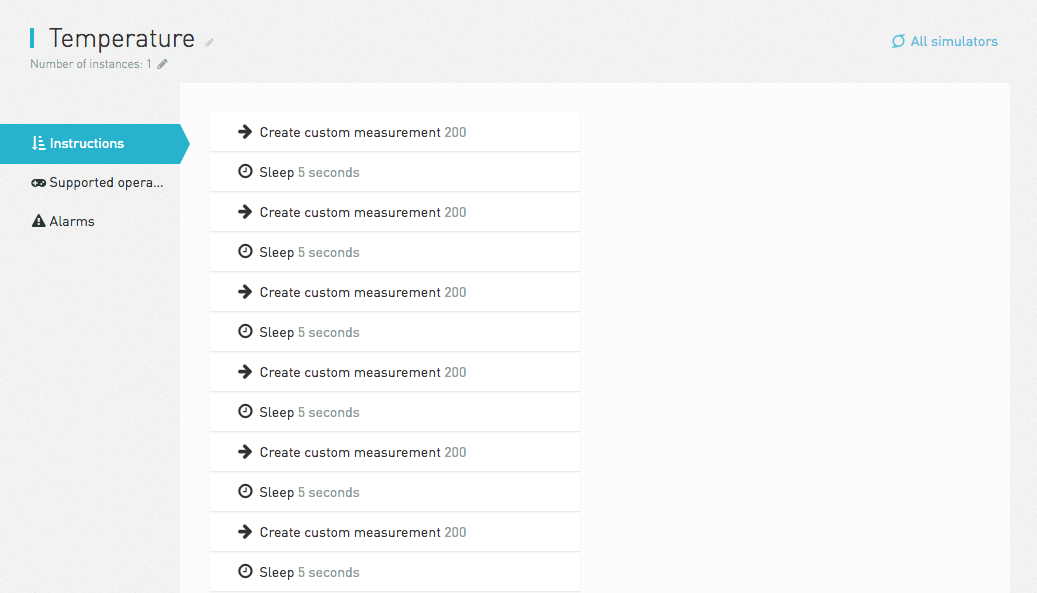 Temperature
All simulators
Number of instances: 1
Instructions
Supported opera...
Alarms
Create custom measurement 200
Sleep 5 seconds
Create custom measurement 200
Sleep 5 seconds
Create custom measurement 200
Sleep 5 seconds
Create custom measurement 200
Sleep 5 seconds
Create custom measurement 200
Sleep 5 seconds
Create custom measurement 200
Sleep 5 seconds